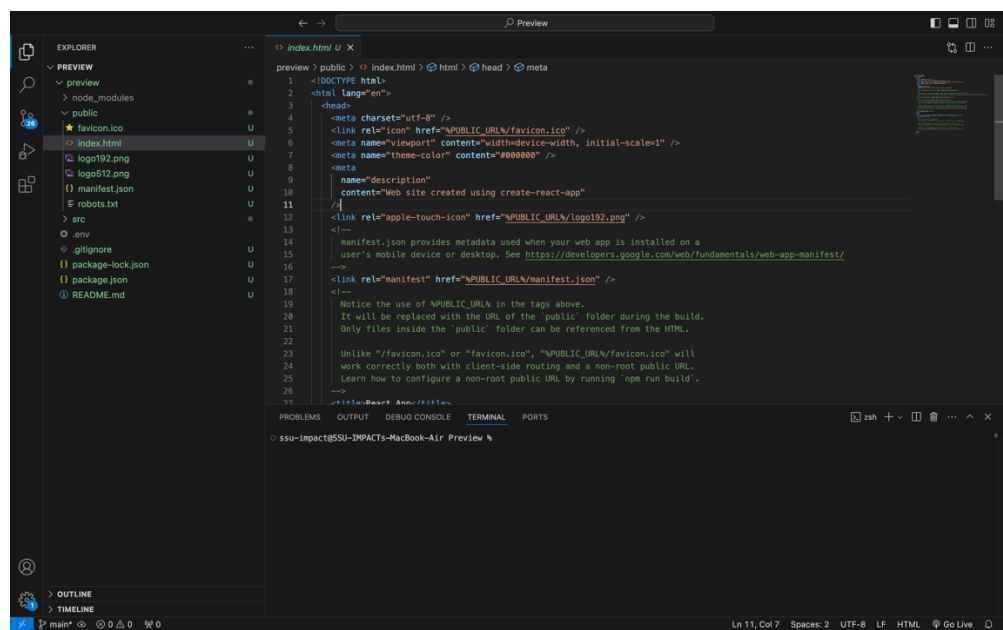 Preview
EXPLORER
PREVIEW
preview
node_modules
public
favicon.ico U
index.html U
logo192.png U
logo512.png U
manifest.json U
robots.txt U
src
.env
.gitignore U
package-lock.json U
package.json U
README.md U
OUTLINE
TIMELINE
26
1
index.html U
preview > public > index.html > html > head > meta
1 <!DOCTYPE html>
2 <html lang="en">
3 <head>
4 <meta charset="utf-8" />
5 <link rel="icon" href="%PUBLIC_URL%/favicon.ico" />
6 <meta name="viewport" content="width=device-width, initial-scale=1" />
7 <meta name="theme-color" content="#000000" />
8 <meta
9 name="description"
10 content="Web site created using create-react-app"
11 />
12 <link rel="apple-touch-icon" href="%PUBLIC_URL%/logo192.png" />
13 <!--
14 manifest.json provides metadata used when your web app is installed on a
15 user's mobile device or desktop. See https://developers.google.com/web/fundamentals/web-app-manifest/
16 -->
17 <link rel="manifest" href="%PUBLIC_URL%/manifest.json" />
18 <!--
19 Notice the use of %PUBLIC_URL% in the tags above.
20 It will be replaced with the URL of the `public` folder during the build.
21 Only files inside the `public` folder can be referenced from the HTML.
22
23 Unlike "/favicon.ico" or "favicon.ico", "%PUBLIC_URL%/favicon.ico" will
24 work correctly both with client-side routing and a non-root public URL.
25 Learn how to configure a non-root public URL by running `npm run build`.
26 -->
27 <title>React App</title>
PROBLEMS OUTPUT DEBUG CONSOLE TERMINAL PORTS
zsh
ssu-impact@SSU-IMPACTs-MacBook-Air Preview %
main* 0 0 0
Ln 11, Col 7 Spaces: 2 UTF-8 LF HTML Go Live